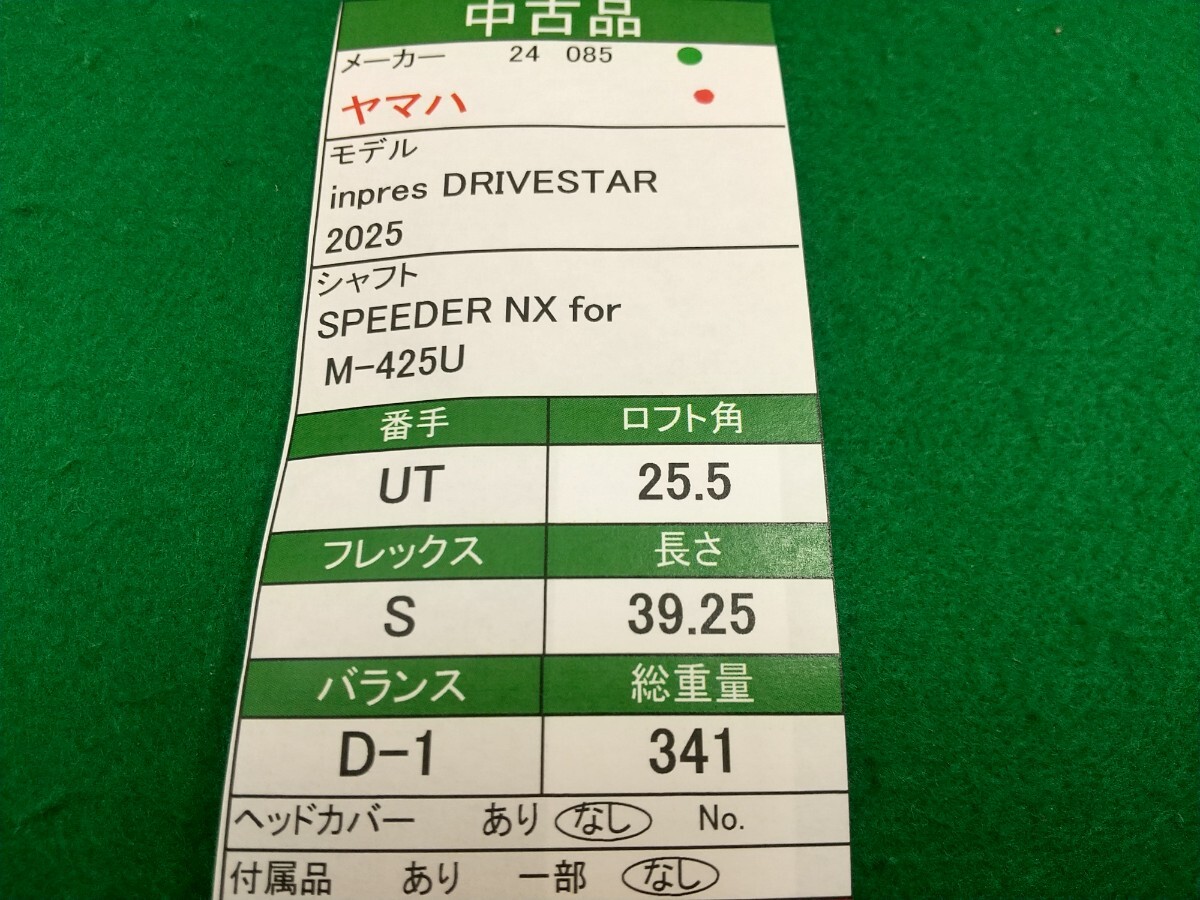 中古品
メーカー 24 085
ヤマハ
モデル
inpres DRIVESTAR
2025
シャフト
SPEEDER NX for
M-425U
番手 ロフト角
UT 25.5
フレックス 長さ
S 39.25
バランス 総重量
D-1 341
ヘッドカバー あり なし No.
付属品 あり 一部 なし